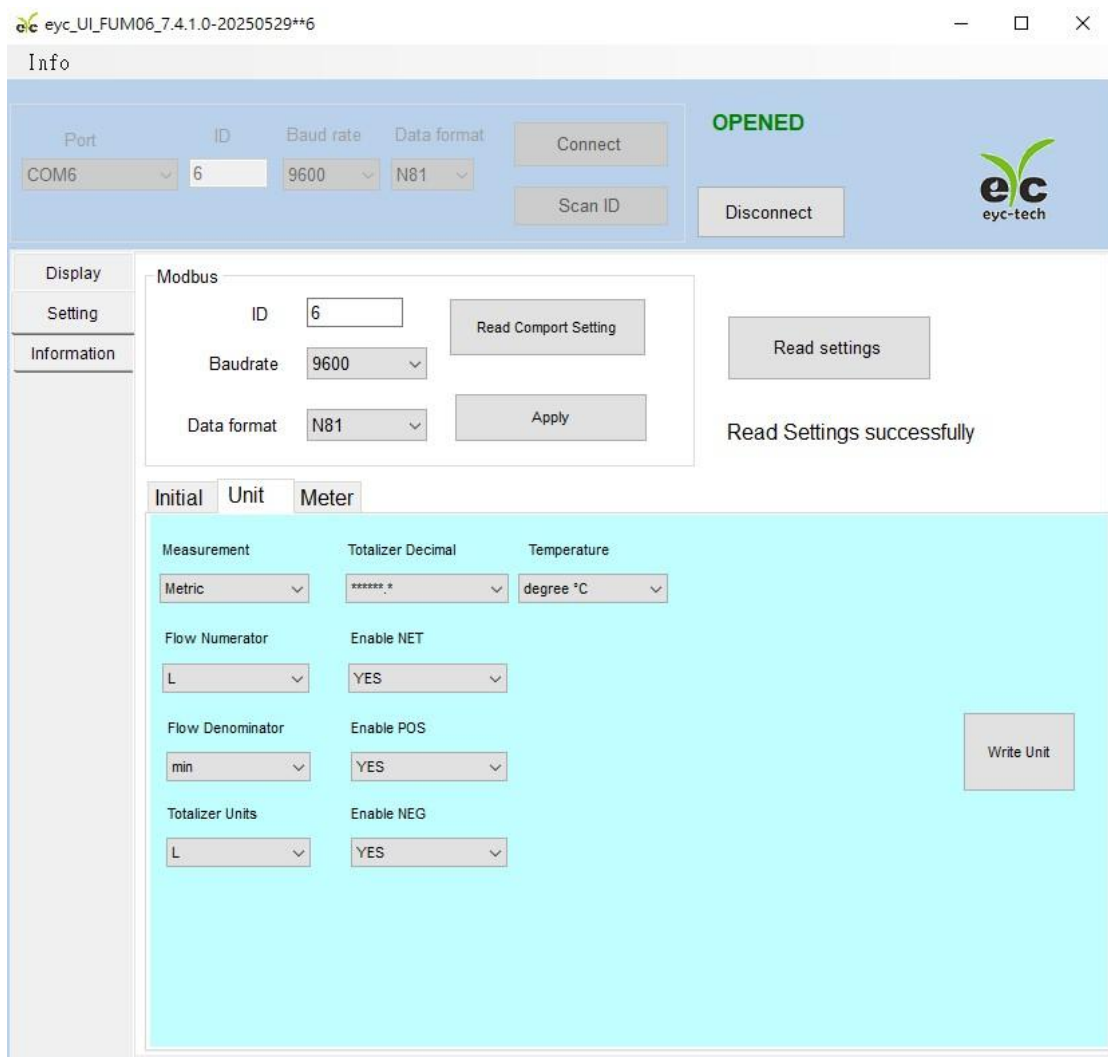 eyc_UI_FUM06_7.4.1.0-20250529**6
Info
Port ID Baud rate Data format
COM6 6 9600 N81
Connect
Scan ID
OPENED
Disconnect
eyc
eyc-tech
Display
Setting
Information
Modbus
ID 6
Baudrate 9600
Data format N81
Read Comport Setting
Apply
Read settings
Read Settings successfully
Initial Unit Meter
Measurement Totalizer Decimal Temperature
Metric ******.* degree °C
Flow Numerator Enable NET
L YES
Flow Denominator Enable POS
min YES
Totalizer Units Enable NEG
L YES
Write Unit